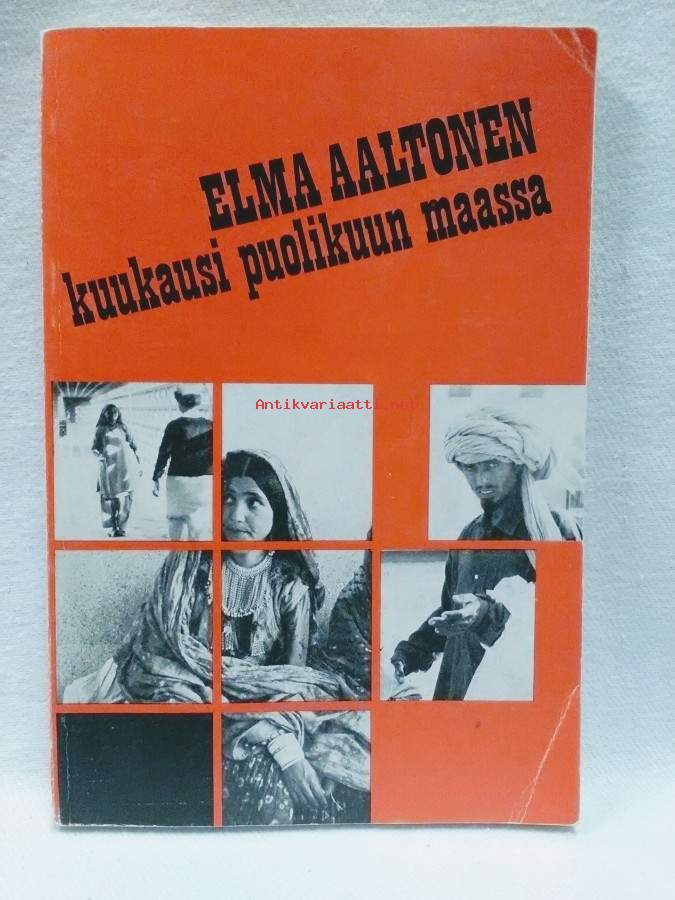 ELMA AALTONEN
kuukausi puolikuun maassa
Antikvariaatti.net